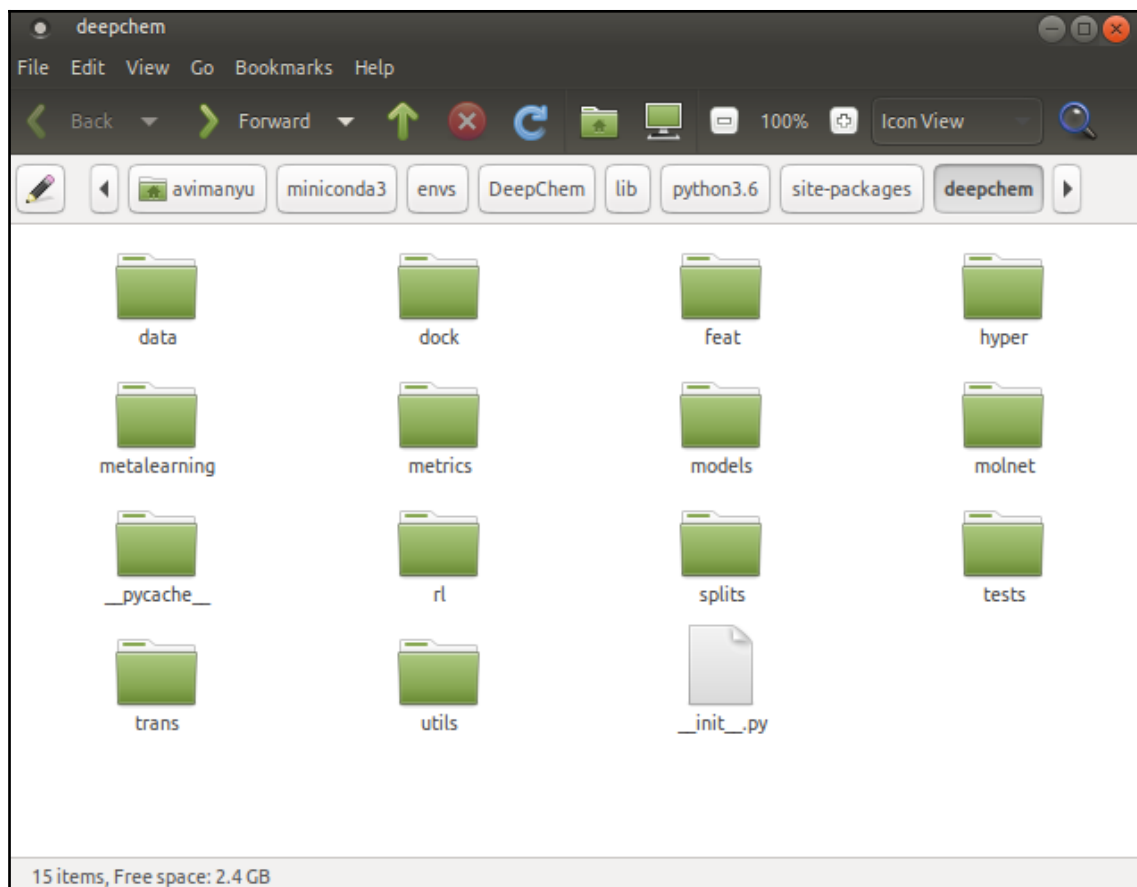 deepchem
File Edit View Go Bookmarks Help
Back Forward 100% Icon View
avimanyu miniconda3 envs DeepChem lib python3.6 site-packages deepchem
data dock feat hyper
metalearning metrics models molnet
__pycache__ rl splits tests
trans utils __init__.py
15 items, Free space: 2.4 GB